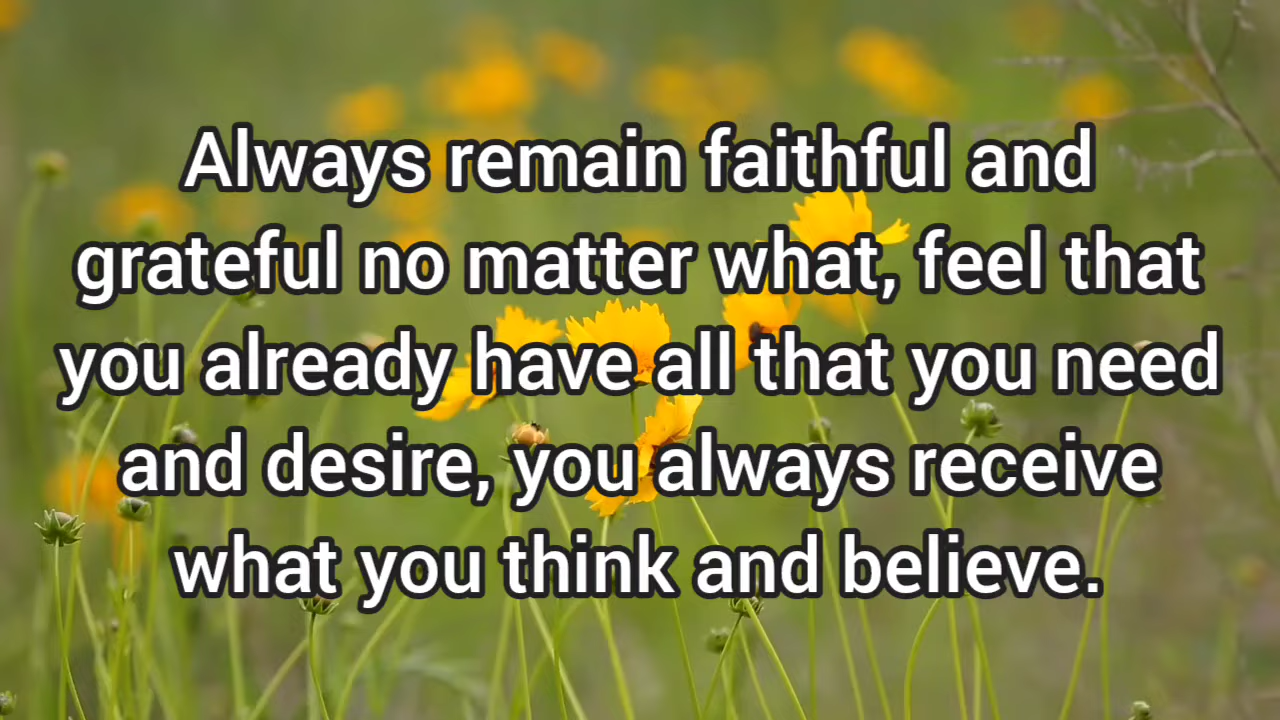 Always remain faithful and
grateful no matter what, feel that
you already have all that you need
and desire, you always receive
what you think and believe.